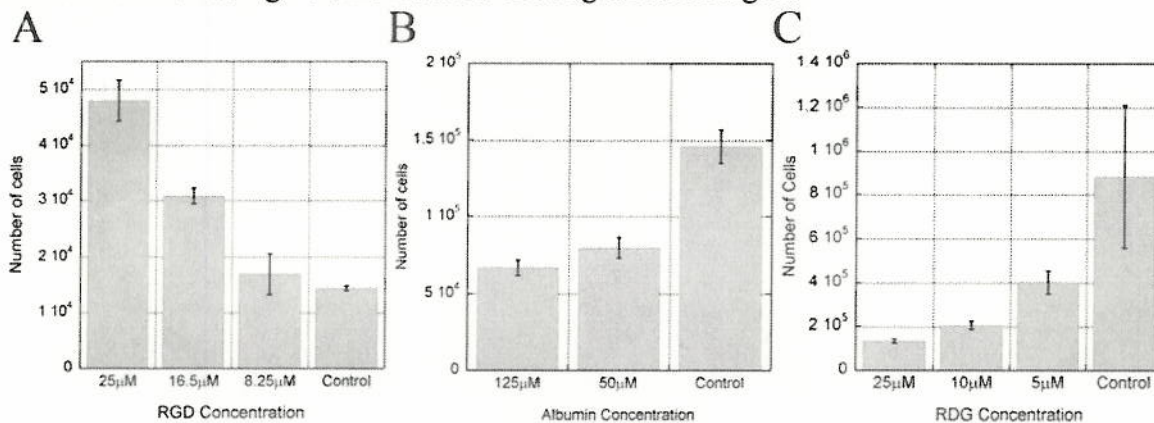 A
Number of cells
5 10⁴
4 10⁴
3 10⁴
2 10⁴
1 10⁴
0
25µM 16.5µM 8.25µM Control
RGD Concentration
B
Number of cells
2 10⁵
1.5 10⁵
1 10⁵
5 10⁴
0
125µM 50µM Control
Albumin Concentration
C
Number of Cells
1.4 10⁶
1.2 10⁶
1 10⁶
8 10⁵
6 10⁵
4 10⁵
2 10⁵
0
25µM 10µM 5µM Control
RDG Concentration